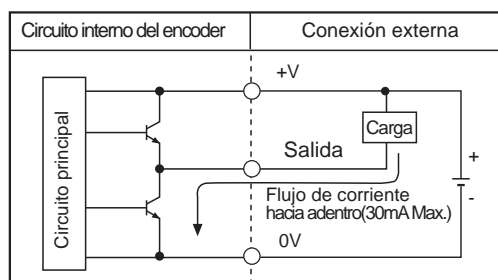 Circuito interno del encoder
Conexión externa
+V
Carga
Salida
+
-
Flujo de corriente
hacia adentro(30mA Max.)
0V
Circuito principal